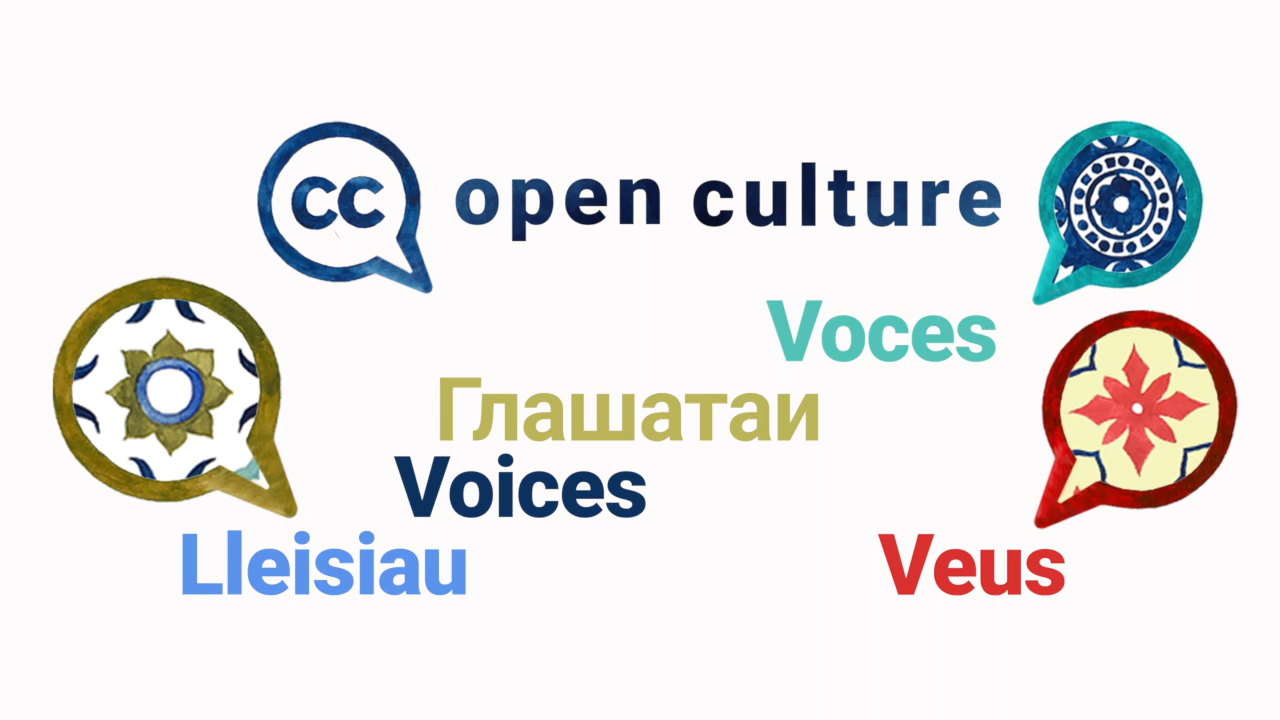 cc open culture
Voces
Глашатаи
Voices
Lleisiau
Veus